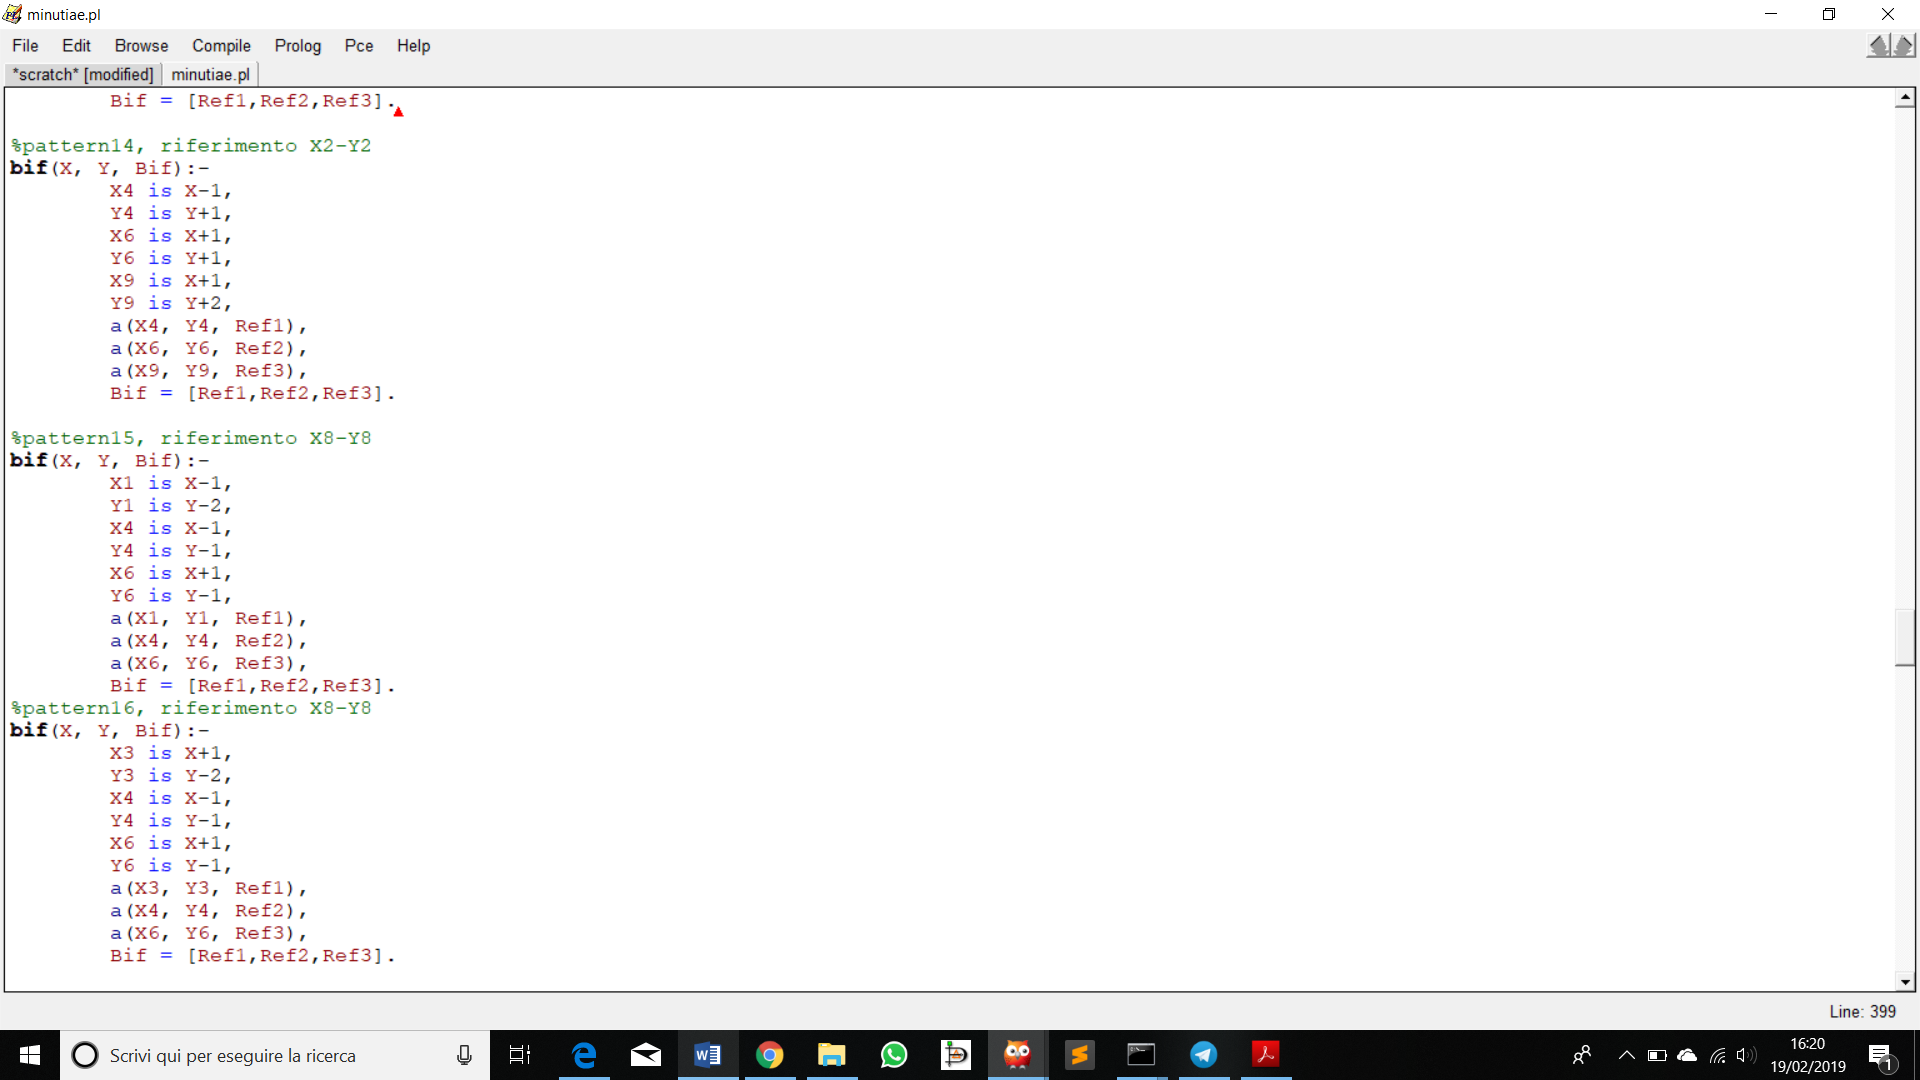 minutiae.pl
File Edit Browse Compile Prolog Pce Help
*scratch* [modified] minutiae.pl
Bif = [Ref1,Ref2,Ref3].
%pattern14, riferimento X2-Y2
bif(X, Y, Bif):-
X4 is X-1,
Y4 is Y+1,
X6 is X+1,
Y6 is Y+1,
X9 is X+1,
Y9 is Y+2,
a(X4, Y4, Ref1),
a(X6, Y6, Ref2),
a(X9, Y9, Ref3),
Bif = [Ref1,Ref2,Ref3].
%pattern15, riferimento X8-Y8
bif(X, Y, Bif):-
X1 is X-1,
Y1 is Y-2,
X4 is X-1,
Y4 is Y-1,
X6 is X+1,
Y6 is Y-1,
a(X1, Y1, Ref1),
a(X4, Y4, Ref2),
a(X6, Y6, Ref3),
Bif = [Ref1,Ref2,Ref3].
%pattern16, riferimento X8-Y8
bif(X, Y, Bif):-
X3 is X+1,
Y3 is Y-2,
X4 is X-1,
Y4 is Y-1,
X6 is X+1,
Y6 is Y-1,
a(X3, Y3, Ref1),
a(X4, Y4, Ref2),
a(X6, Y6, Ref3),
Bif = [Ref1,Ref2,Ref3].
Line: 399
Scrivi qui per eseguire la ricerca
16:20
19/02/2019
1